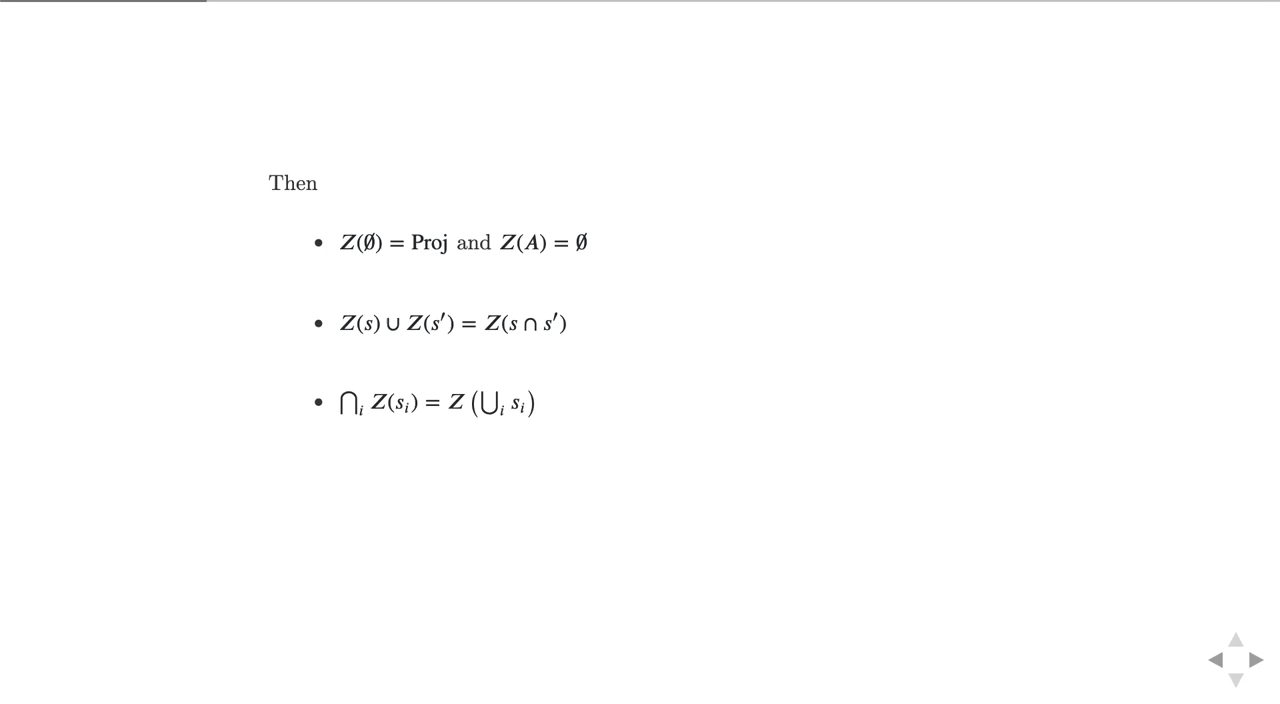 Then
• Z(∅) = Proj and Z(A) = ∅
• Z(s) ∪ Z(s′) = Z(s ∩ s′)
• ⋂ᵢ Z(sᵢ) = Z (⋃ᵢ sᵢ)